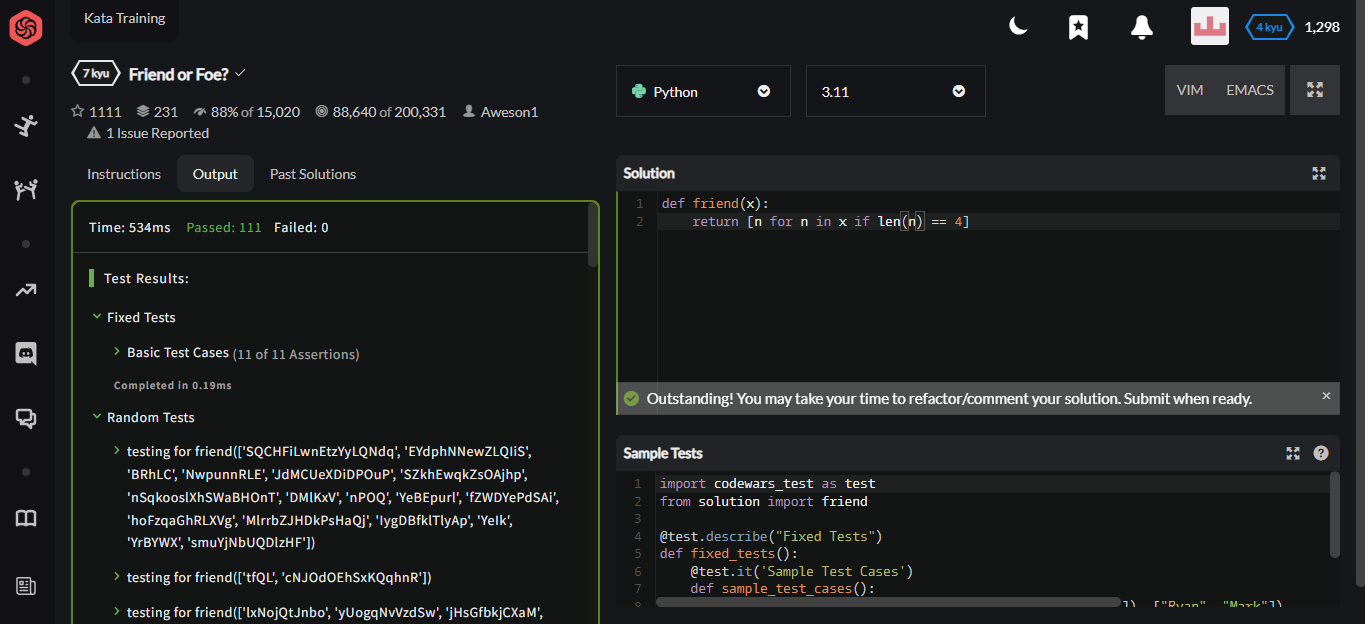 Kata Training
4 kyu
1,298
7 kyu Friend or Foe?
1111 231 88% of 15,020 88,640 of 200,331 Aweson1
1 Issue Reported
Instructions Output Past Solutions
Time: 534ms Passed: 111 Failed: 0
Test Results:
Fixed Tests
Basic Test Cases (11 of 11 Assertions)
Completed in 0.19ms
Random Tests
testing for friend(['SQCHFiLwnEtzYyLQNdq', 'EYdphNNewZLQIiS',
'BRhLC', 'NwpunnRLE', 'JdMCUeXDiDPOuP', 'SZkhEwqkZsOAjhp',
'nSqkooslXhSWaBHOnT', 'DMlKxV', 'nPOQ', 'YeBEpurl', 'fZWDYePdSAi',
'hoFzqaGhRLXVg', 'MlrrbZJHDkPsHaQj', 'IygDBfklTlyAp', 'YeIk',
'YrBYWX', 'smuYjNbUQDlzHF'])
testing for friend(['tfQL', 'cNJOdOEhSxKQqhnR'])
testing for friend(['lxNojQtJnbo', 'yUogqNvVzdSw', 'jHsGfbkjCXaM',
Python
3.11
VIM EMACS
Solution
1 def friend(x):
2 return [n for n in x if len(n) == 4]
Outstanding! You may take your time to refactor/comment your solution. Submit when ready.
Sample Tests
1 import codewars_test as test
2 from solution import friend
3
4 @test.describe("Fixed Tests")
5 def fixed_tests():
6 @test.it('Sample Test Cases')
7 def sample_test_cases():
8 ]), ["Ryan", "Mark"])